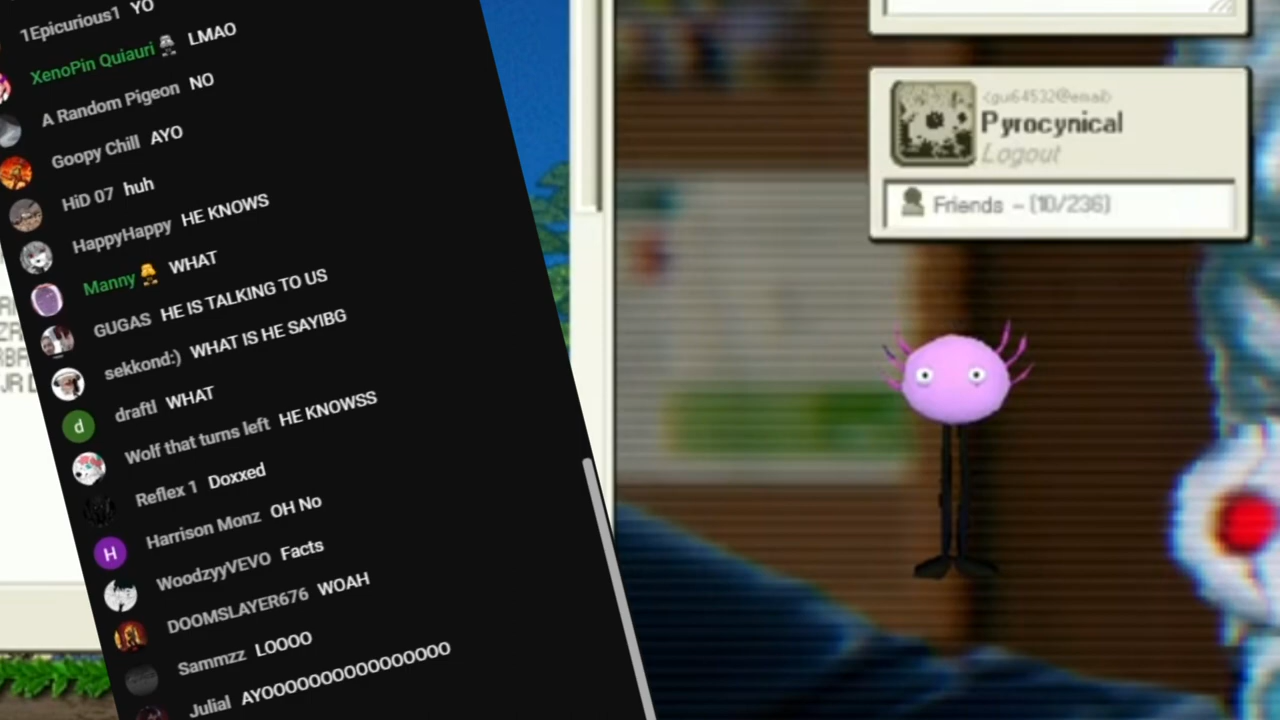 1Epicurious1 YO
XenoPin Quiauri LMAO
A Random Pigeon NO
Goopy Chill AYO
HiD 07 huh
HappyHappy HE KNOWS
Manny WHAT
GUGAS HE IS TALKING TO US
sekkond:) WHAT IS HE SAYIBG
d draftl WHAT
Wolf that turns left HE KNOWSS
Reflex 1 Doxxed
H Harrison Monz OH No
WoodzyyVEVO Facts
DOOMSLAYER676 WOAH
Sammzz LOOOO
Julial AYOOOOOOOOOOOOOOOO
<gui64532@email>
Pyrocynical
Logout
Friends - (10/236)